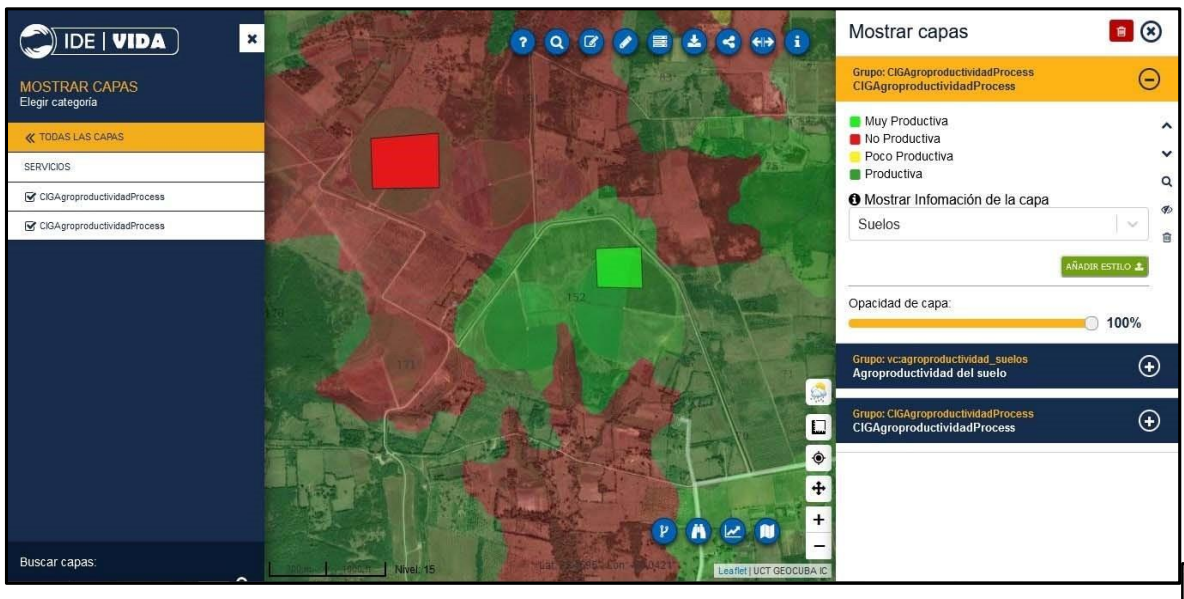 IDE | VIDA
MOSTRAR CAPAS
Elegir categoría
TODAS LAS CAPAS
SERVICIOS
CIGAgroproductividadProcess
CIGAgroproductividadProcess
Buscar capas:
152
171
71
Nivel: 15
Leaflet | UCT GEOCUBA IC
Mostrar capas
Grupo: CIGAgroproductividadProcess
CIGAgroproductividadProcess
Muy Productiva
No Productiva
Poco Productiva
Productiva
Mostrar Infomación de la capa
Suelos
AÑADIR ESTILO
Opacidad de capa:
100%
Grupo: vc:agroproductividad_suelos
Agroproductividad del suelo
Grupo: CIGAgroproductividadProcess
CIGAgroproductividadProcess